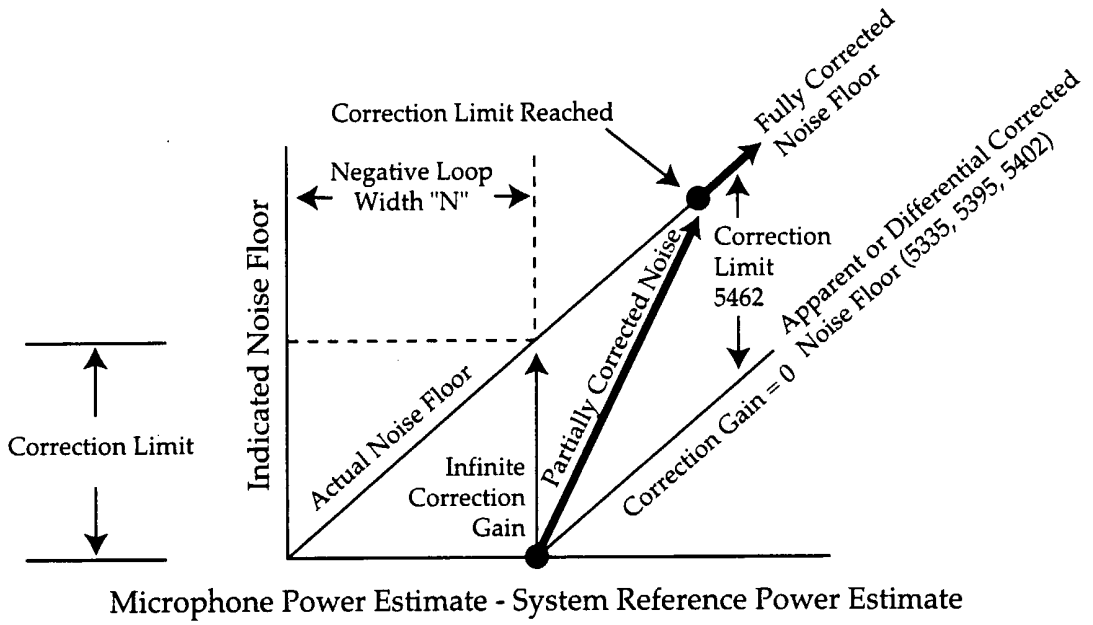 Correction Limit Reached
Fully Corrected
Noise Floor
Negative Loop
Width "N"
Apparent or Differential Corrected
Noise Floor (5335, 5395, 5402)
Correction
Limit
5462
Indicated Noise Floor
Actual Noise Floor
Partially Corrected Noise
Correction Gain = 0
Correction Limit
Infinite
Correction
Gain
Microphone Power Estimate - System Reference Power Estimate